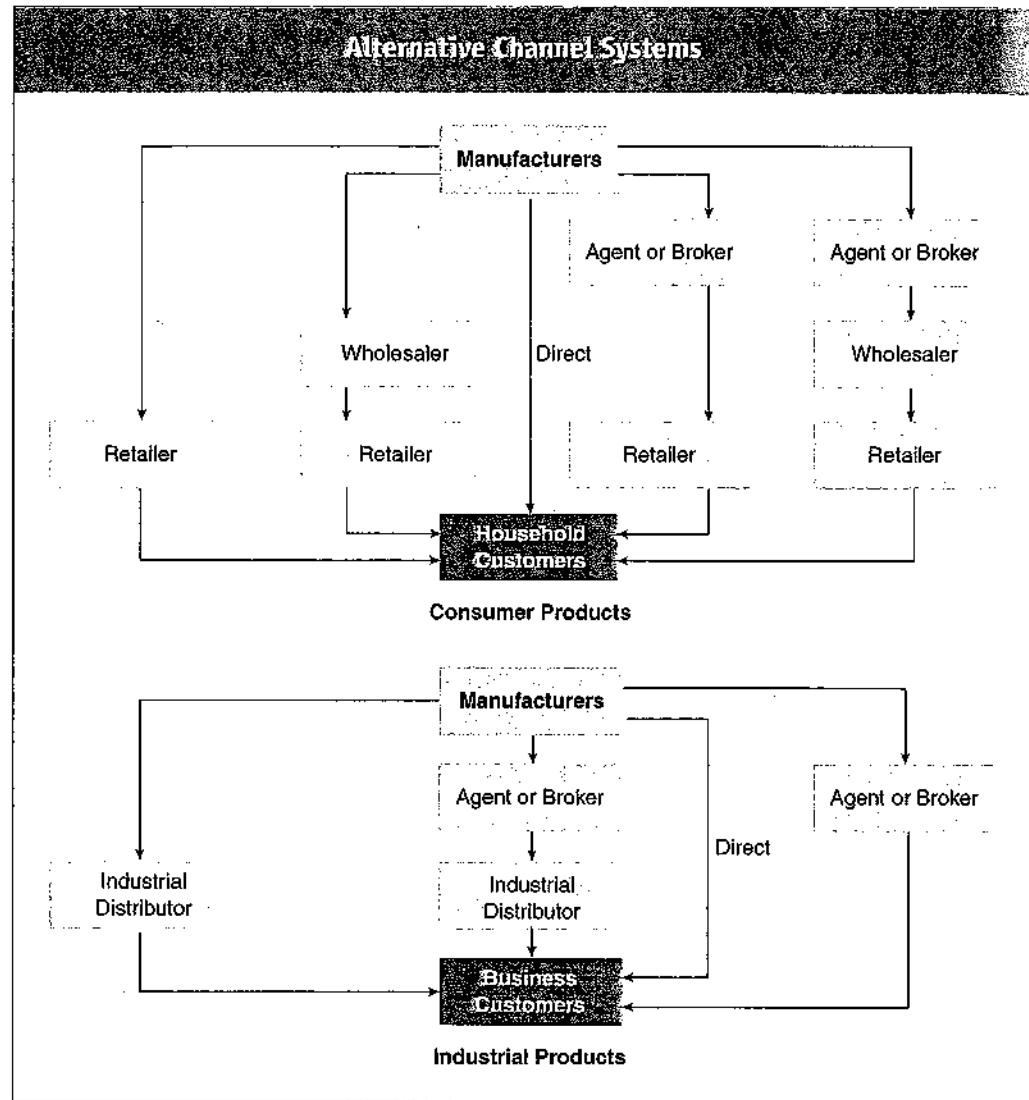 Alternative Channel Systems
Manufacturers
Agent or Broker
Agent or Broker
Wholesaler
Direct
Wholesaler
Retailer
Retailer
Retailer
Retailer
Household
Customers
Consumer Products
Manufacturers
Agent or Broker
Agent or Broker
Direct
Industrial
Distributor
Industrial
Distributor
Business
Customers
Industrial Products